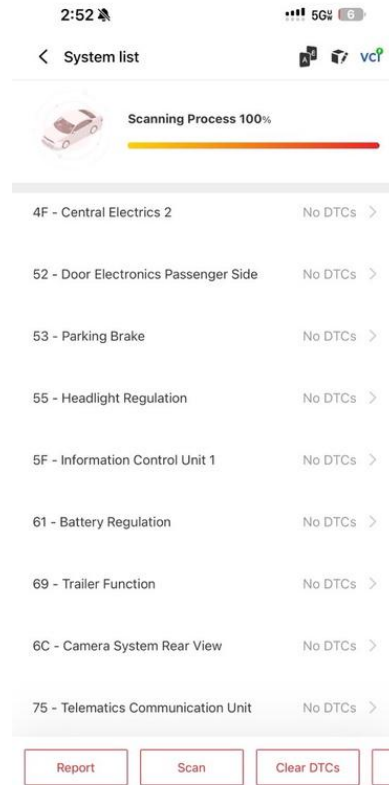 2:52
5GW 6
System list
A
VCI
Scanning Process 100%
4F - Central Electrics 2 No DTCs
52 - Door Electronics Passenger Side No DTCs
53 - Parking Brake No DTCs
55 - Headlight Regulation No DTCs
5F - Information Control Unit 1 No DTCs
61 - Battery Regulation No DTCs
69 - Trailer Function No DTCs
6C - Camera System Rear View No DTCs
75 - Telematics Communication Unit No DTCs
Report Scan Clear DTCs